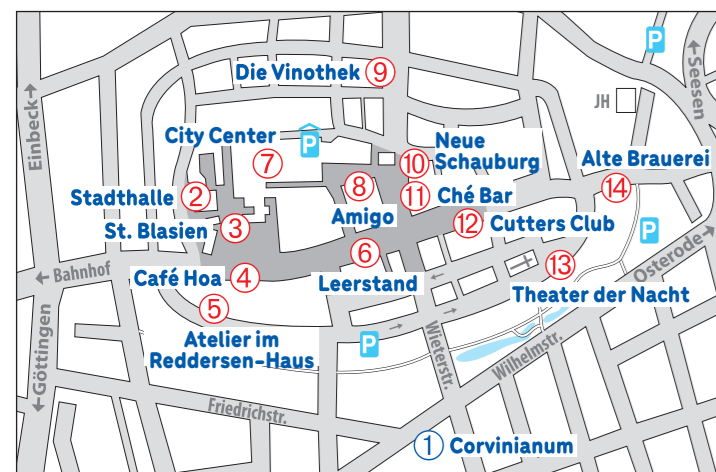 P
Die Vinothek 9
Einbeck
Seesen
JH
City Center
P
7
Neue
Schauburg
10
Alte Brauerei
14
Stadthalle 2
8
Amigo
11 Ché Bar
St. Blasien 3
12 Cutters Club
P
Bahnhof
Café Hoa 4
6
Leerstand
13
Theater der Nacht
Osterode
5
Atelier im
Reddersen-Haus
P
Wieterstr.
Wilhelmstr.
Göttingen
Friedrichstr.
1 Corvinianum